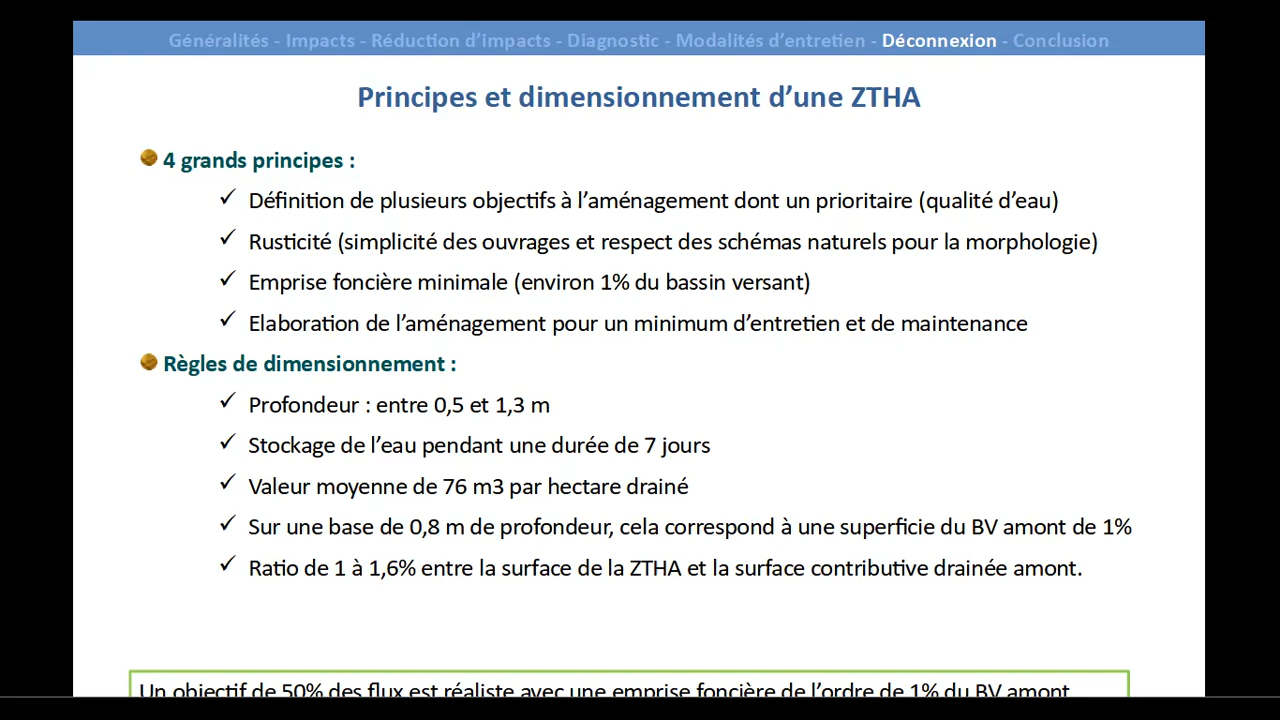 Généralités - Impacts - Réduction d’impacts - Diagnostic - Modalités d’entretien - Déconnexion - Conclusion
Principes et dimensionnement d’une ZTHA
4 grands principes :
✓ Définition de plusieurs objectifs à l’aménagement dont un prioritaire (qualité d’eau)
✓ Rusticité (simplicité des ouvrages et respect des schémas naturels pour la morphologie)
✓ Emprise foncière minimale (environ 1% du bassin versant)
✓ Elaboration de l’aménagement pour un minimum d’entretien et de maintenance
Règles de dimensionnement :
✓ Profondeur : entre 0,5 et 1,3 m
✓ Stockage de l’eau pendant une durée de 7 jours
✓ Valeur moyenne de 76 m3 par hectare drainé
✓ Sur une base de 0,8 m de profondeur, cela correspond à une superficie du BV amont de 1%
✓ Ratio de 1 à 1,6% entre la surface de la ZTHA et la surface contributive drainée amont.
Un objectif de 50% des flux est réaliste avec une emprise foncière de l’ordre de 1% du BV amont